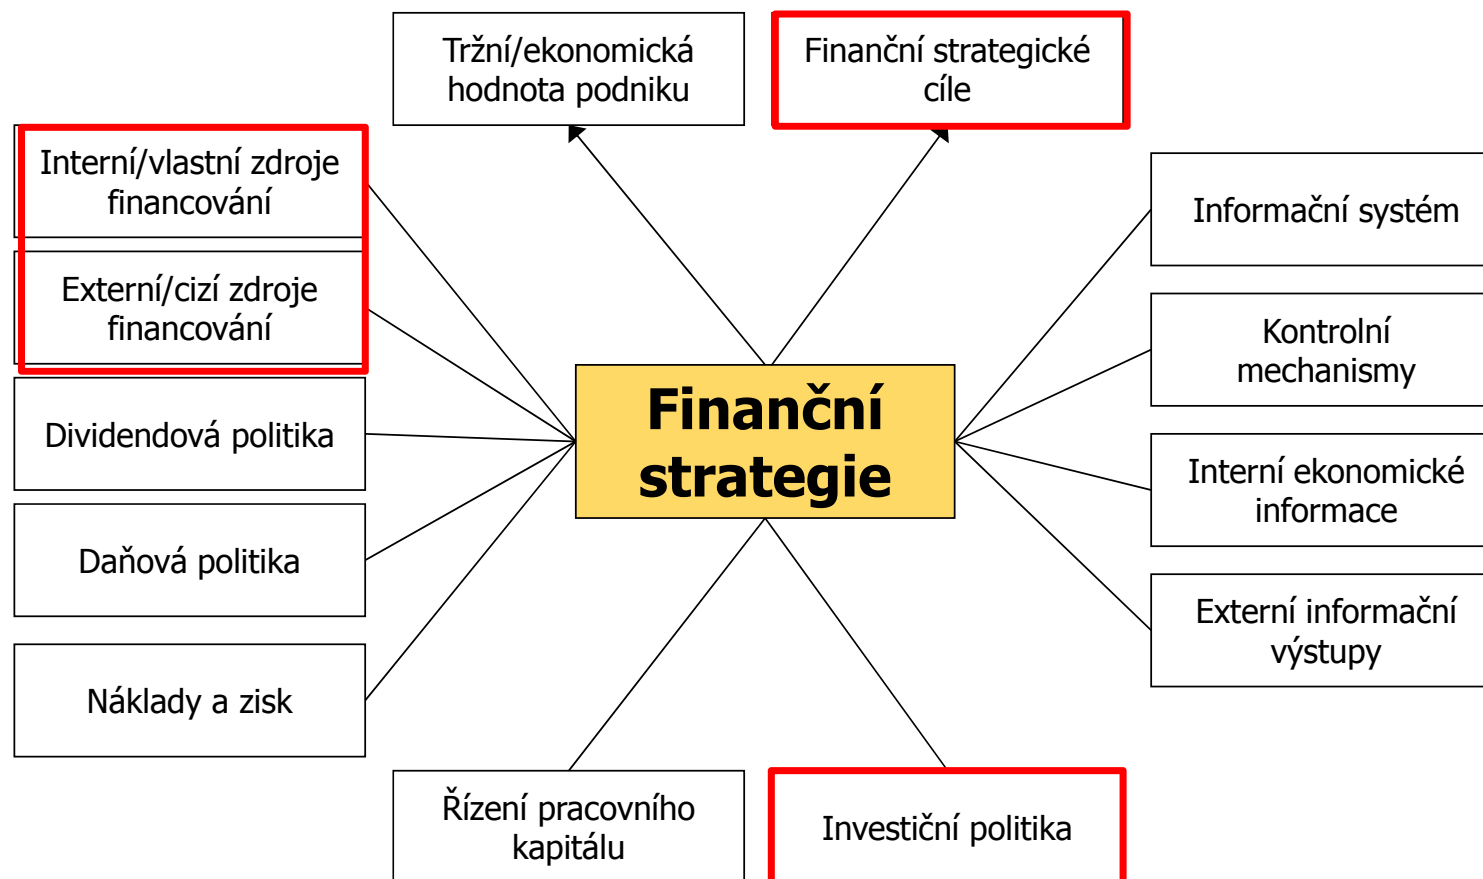 Tržní/ekonomická
hodnota podniku
Finanční strategické
cíle
Interní/vlastní zdroje
financování
Externí/cizí zdroje
financování
Dividendová politika
Daňová politika
Náklady a zisk
Finanční
strategie
Informační systém
Kontrolní
mechanismy
Interní ekonomické
informace
Externí informační
výstupy
Řízení pracovního
kapitálu
Investiční politika